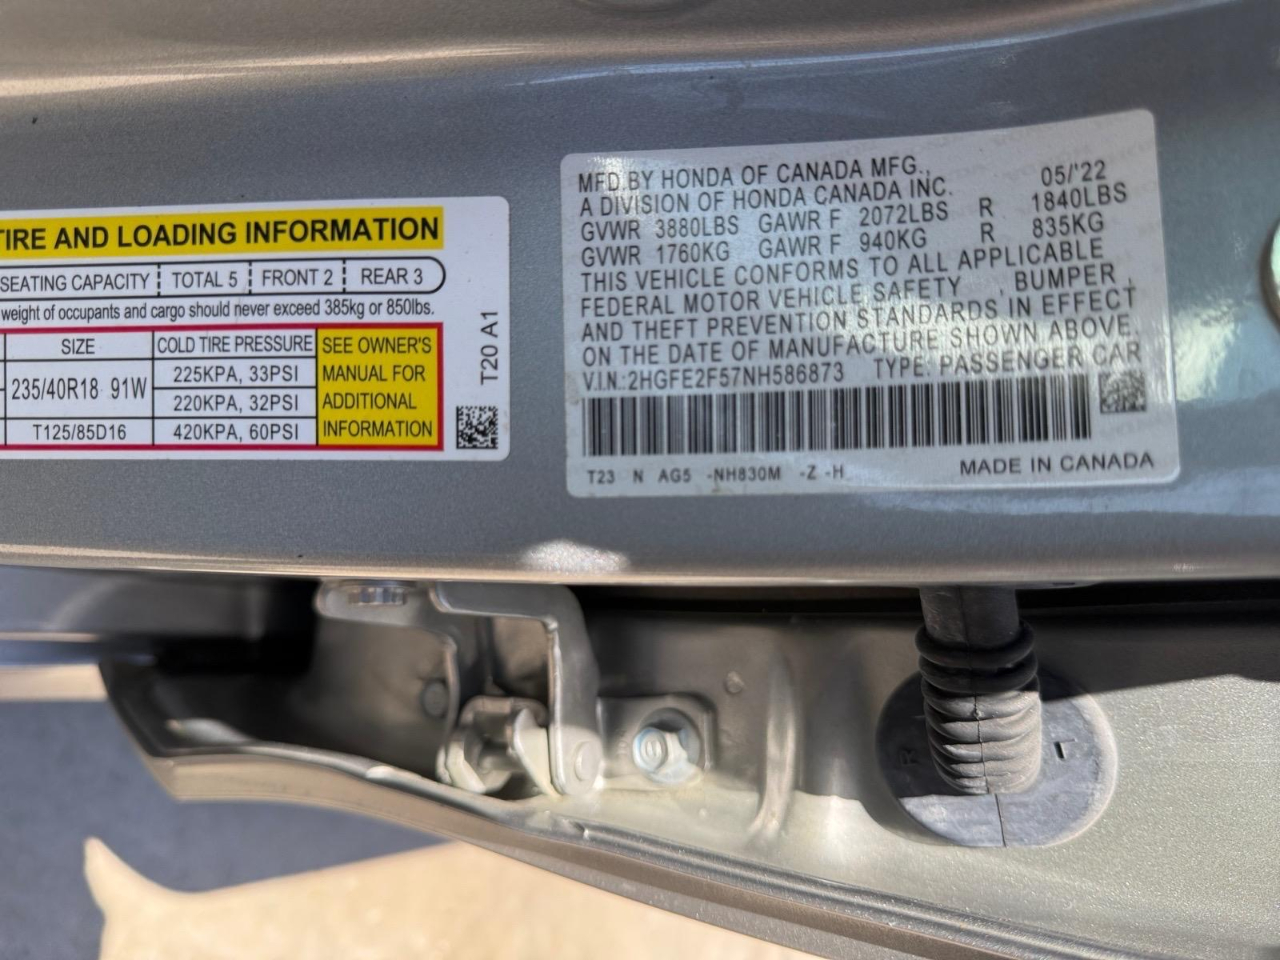 TIRE AND LOADING INFORMATION
SEATING CAPACITY TOTAL 5 FRONT 2 REAR 3
weight of occupants and cargo should never exceed 385kg or 850lbs.
SIZE COLD TIRE PRESSURE SEE OWNER'S
MANUAL FOR
ADDITIONAL
INFORMATION
235/40R18 91W 225KPA, 33PSI
220KPA, 32PSI
T125/85D16 420KPA, 60PSI
T20 A1
MFD.BY HONDA OF CANADA MFG., 05/'22
A DIVISION OF HONDA CANADA INC.
GVWR 3880LBS GAWR F 2072LBS R 1840LBS
GVWR 1760KG GAWR F 940KG R 835KG
THIS VEHICLE CONFORMS TO ALL APPLICABLE
FEDERAL MOTOR VEHICLE SAFETY , BUMPER ,
AND THEFT PREVENTION STANDARDS IN EFFECT
ON THE DATE OF MANUFACTURE SHOWN ABOVE.
V.I.N.:2HGFE2F57NH586873 TYPE: PASSENGER CAR
T23 N AG5 -NH830M -Z -H
MADE IN CANADA